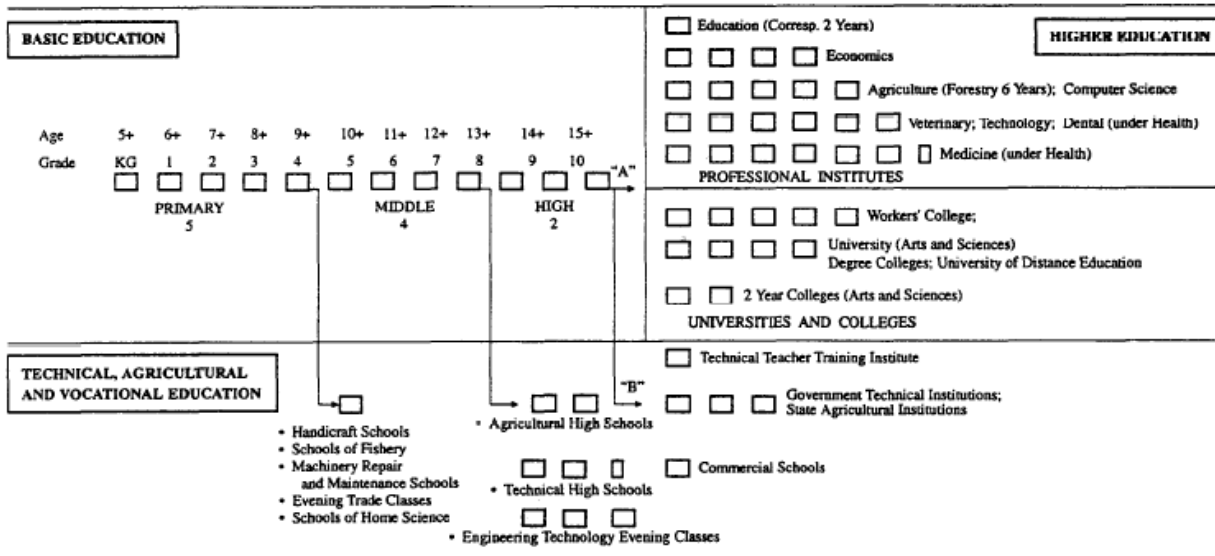 BASIC EDUCATION
Age 5+ 6+ 7+ 8+ 9+ 10+ 11+ 12+ 13+ 14+ 15+
Grade KG 1 2 3 4 5 6 7 8 9 10
"A"
PRIMARY
5
MIDDLE
4
HIGH
2
HIGHER EDUCATION
Education (Corresp. 2 Years)
Economics
Agriculture (Forestry 6 Years); Computer Science
Veterinary; Technology; Dental (under Health)
Medicine (under Health)
PROFESSIONAL INSTITUTES
Workers' College;
University (Arts and Sciences)
Degree Colleges; University of Distance Education
2 Year Colleges (Arts and Sciences)
UNIVERSITIES AND COLLEGES
TECHNICAL, AGRICULTURAL
AND VOCATIONAL EDUCATION
• Handicraft Schools
• Schools of Fishery
• Machinery Repair
and Maintenance Schools
• Evening Trade Classes
• Schools of Home Science
• Agricultural High Schools
• Technical High Schools
• Engineering Technology Evening Classes
"B"
Technical Teacher Training Institute
Government Technical Institutions;
State Agricultural Institutions
Commercial Schools